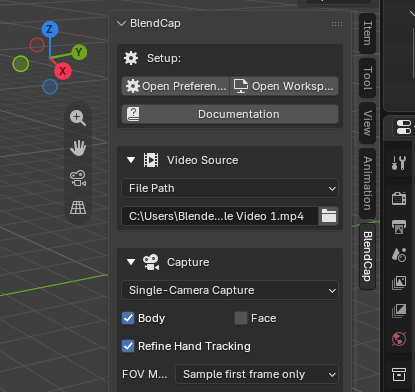 BlendCap
Z
Y
X
Setup:
Open Preferen... Open Worksp...
Documentation
Video Source
File Path
C:\Users\Blende...le Video 1.mp4
Capture
Single-Camera Capture
Body Face
Refine Hand Tracking
FOV M... Sample first frame only
Item
Tool
View
Animation
BlendCap